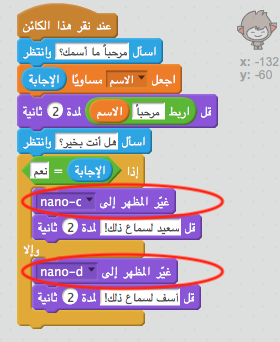 عند نقر هذا الكائن
اسأل مرحباً ما أسمك؟ وانتظر
x: -132
y: -60
اجعل الاسم مساويًا الإجابة
قل اربط مرحباً الاسم لمدة 2 ثانية
اسأل هل أنت بخير؟ وانتظر
إذا الإجابة = نعم
غيّر المظهر إلى nano-c
قل سعيد لسماع ذلك! لمدة 2 ثانية
وإلا
غيّر المظهر إلى nano-d
قل أسف لسماع ذلك! لمدة 2 ثانية